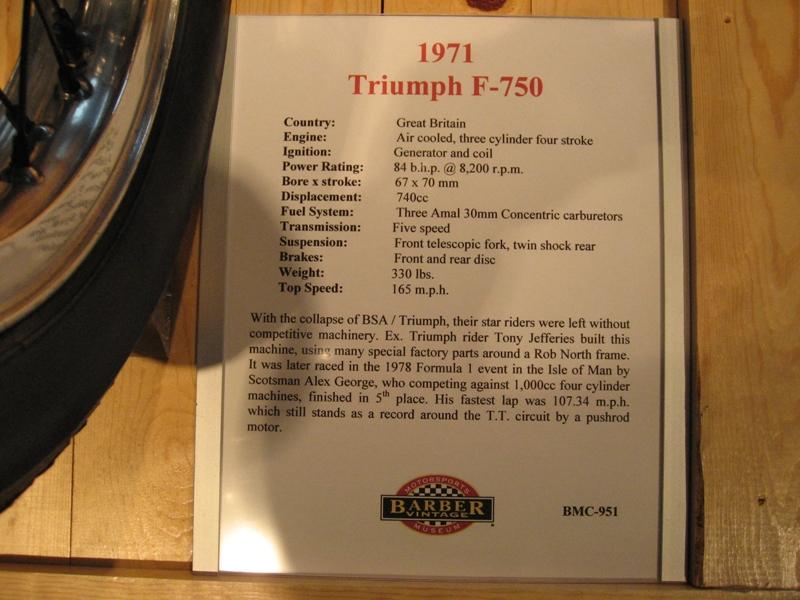 1971
Triumph F-750
Country: Great Britain
Engine: Air cooled, three cylinder four stroke
Ignition: Generator and coil
Power Rating: 84 b.h.p. @ 8,200 r.p.m.
Bore x stroke: 67 x 70 mm
Displacement: 740cc
Fuel System: Three Amal 30mm Concentric carburetors
Transmission: Five speed
Suspension: Front telescopic fork, twin shock rear
Brakes: Front and rear disc
Weight: 330 lbs.
Top Speed: 165 m.p.h.
With the collapse of BSA / Triumph, their star riders were left without
competitive machinery. Ex. Triumph rider Tony Jefferies built this
machine, using many special factory parts around a Rob North frame.
It was later raced in the 1978 Formula 1 event in the Isle of Man by
Scotsman Alex George, who competing against 1,000cc four cylinder
machines, finished in 5th place. His fastest lap was 107.34 m.p.h.
which still stands as a record around the T.T. circuit by a pushrod
motor.
MOTORSPORTS
BARBER
VINTAGE
MUSEUM
BMC-951